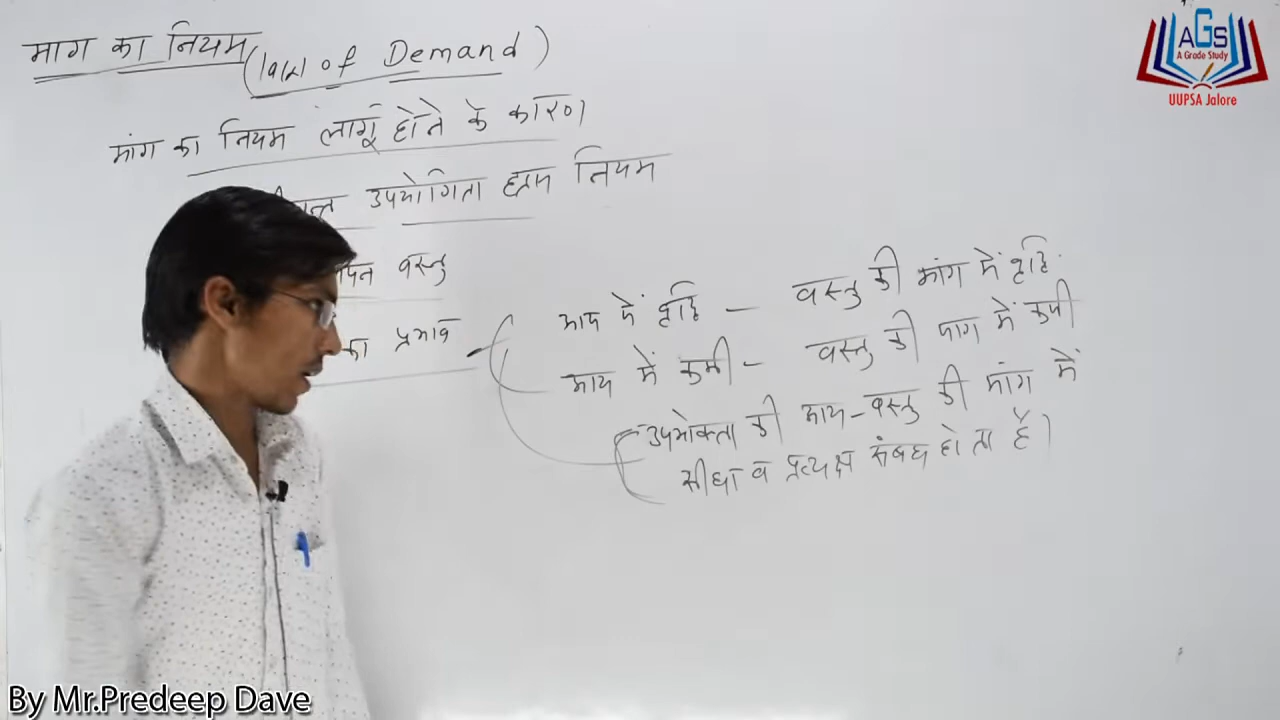 माग का नियम (law of Demand)
मांग का नियम लागू होने के कारण
उपयोगिता ह्रास नियम
वस्तु
का प्रभाव
आय में वृद्धि - वस्तु की मांग में वृद्धि
आय में कमी - वस्तु की माग में कमी
उपभोक्ता की आय - वस्तु की मांग में
सीधा व प्रत्यक्ष संबध होता है।
AGS
A Grade Study
UUPSA Jalore
By Mr.Predeep Dave